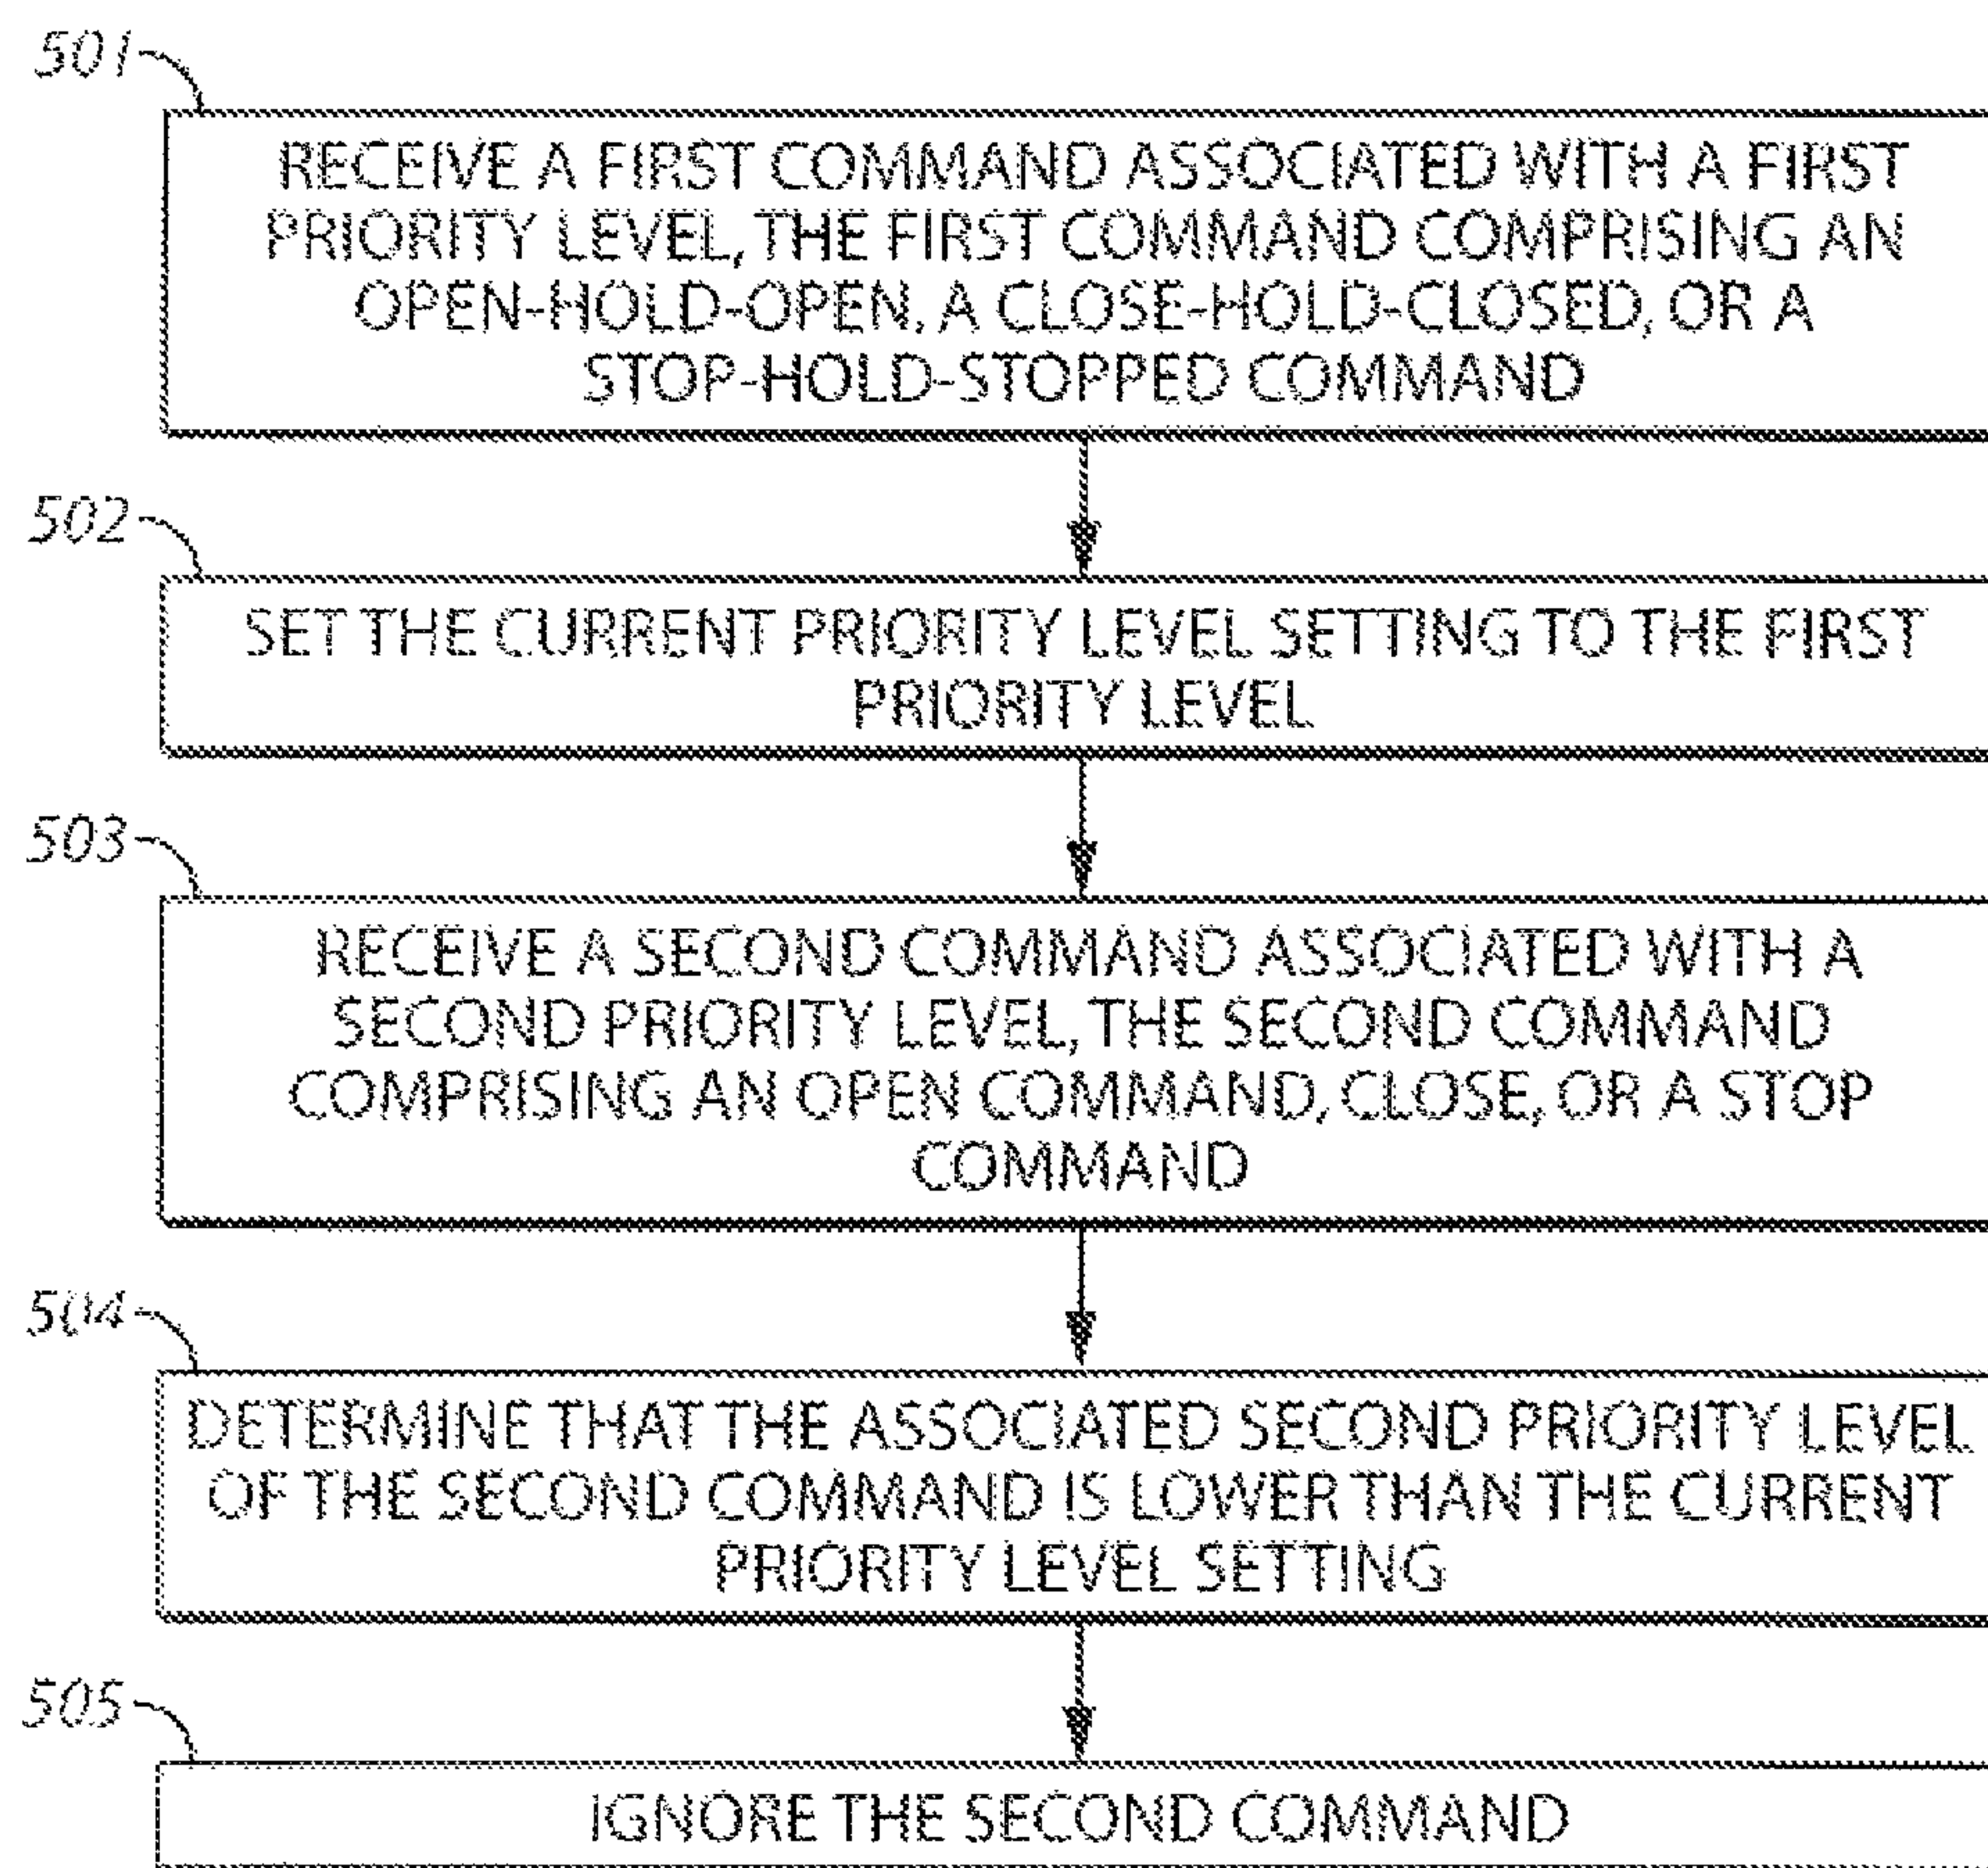 501
RECEIVE A FIRST COMMAND ASSOCIATED WITH A FIRST
PRIORITY LEVEL, THE FIRST COMMAND COMPRISING AN
OPEN-HOLD-OPEN, A CLOSE-HOLD-CLOSED, OR A
STOP-HOLD-STOPPED COMMAND
502
SET THE CURRENT PRIORITY LEVEL SETTING TO THE FIRST
PRIORITY LEVEL
503
RECEIVE A SECOND COMMAND ASSOCIATED WITH A
SECOND PRIORITY LEVEL, THE SECOND COMMAND
COMPRISING AN OPEN COMMAND, CLOSE, OR A STOP
COMMAND
504
DETERMINE THAT THE ASSOCIATED SECOND PRIORITY LEVEL
OF THE SECOND COMMAND IS LOWER THAN THE CURRENT
PRIORITY LEVEL SETTING
505
IGNORE THE SECOND COMMAND